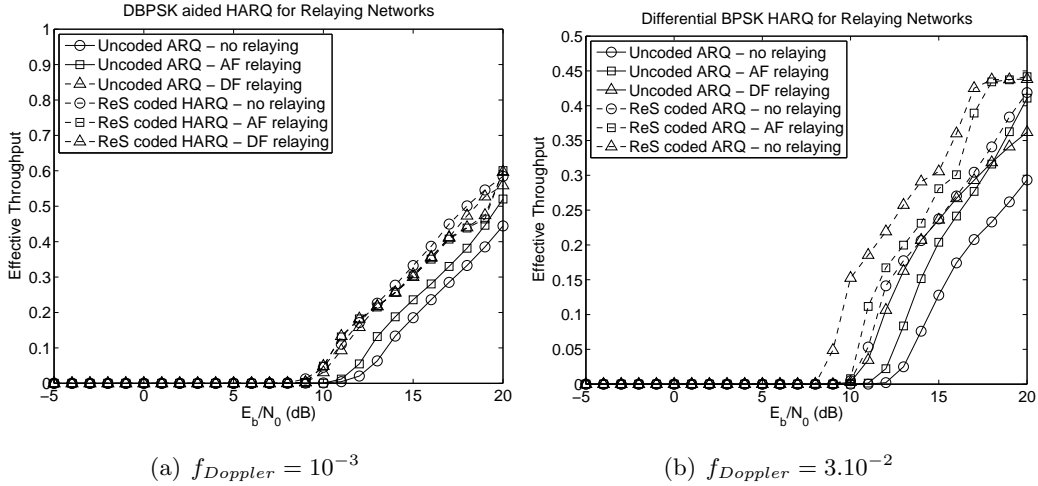 DBPSK aided HARQ for Relaying Networks
1
0.9
0.8
0.7
0.6
0.5
0.4
0.3
0.2
0.1
0
Effective Throughput
Uncoded ARQ − no relaying
Uncoded ARQ − AF relaying
Uncoded ARQ − DF relaying
ReS coded HARQ − no relaying
ReS coded HARQ − AF relaying
ReS coded HARQ − DF relaying
−5 0 5 10 15 20
E_b/N_0 (dB)
(a) f_{Doppler} = 10^{−3}
Differential BPSK HARQ for Relaying Networks
0.5
0.45
0.4
0.35
0.3
0.25
0.2
0.15
0.1
0.05
0
Effective Throughput
Uncoded ARQ − no relaying
Uncoded ARQ − AF relaying
Uncoded ARQ − DF relaying
ReS coded ARQ − no relaying
ReS coded ARQ − AF relaying
ReS coded ARQ − no relaying
−5 0 5 10 15 20
E_b/N_0 (dB)
(b) f_{Doppler} = 3.10^{−2}